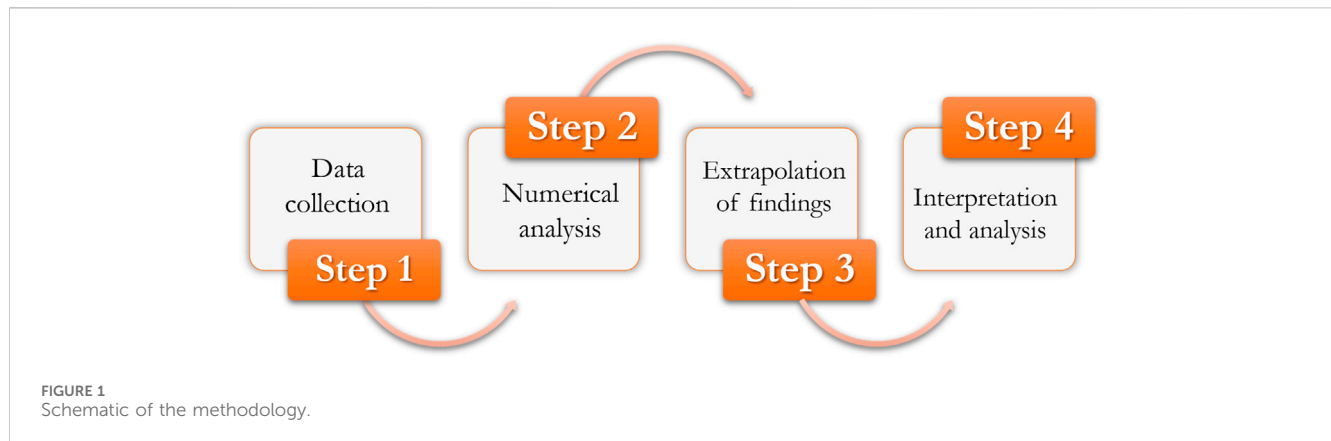 Data
collection
Step 1
Step 2
Numerical
analysis
Extrapolation
of findings
Step 3
Step 4
Interpretation
and analysis
FIGURE 1
Schematic of the methodology.